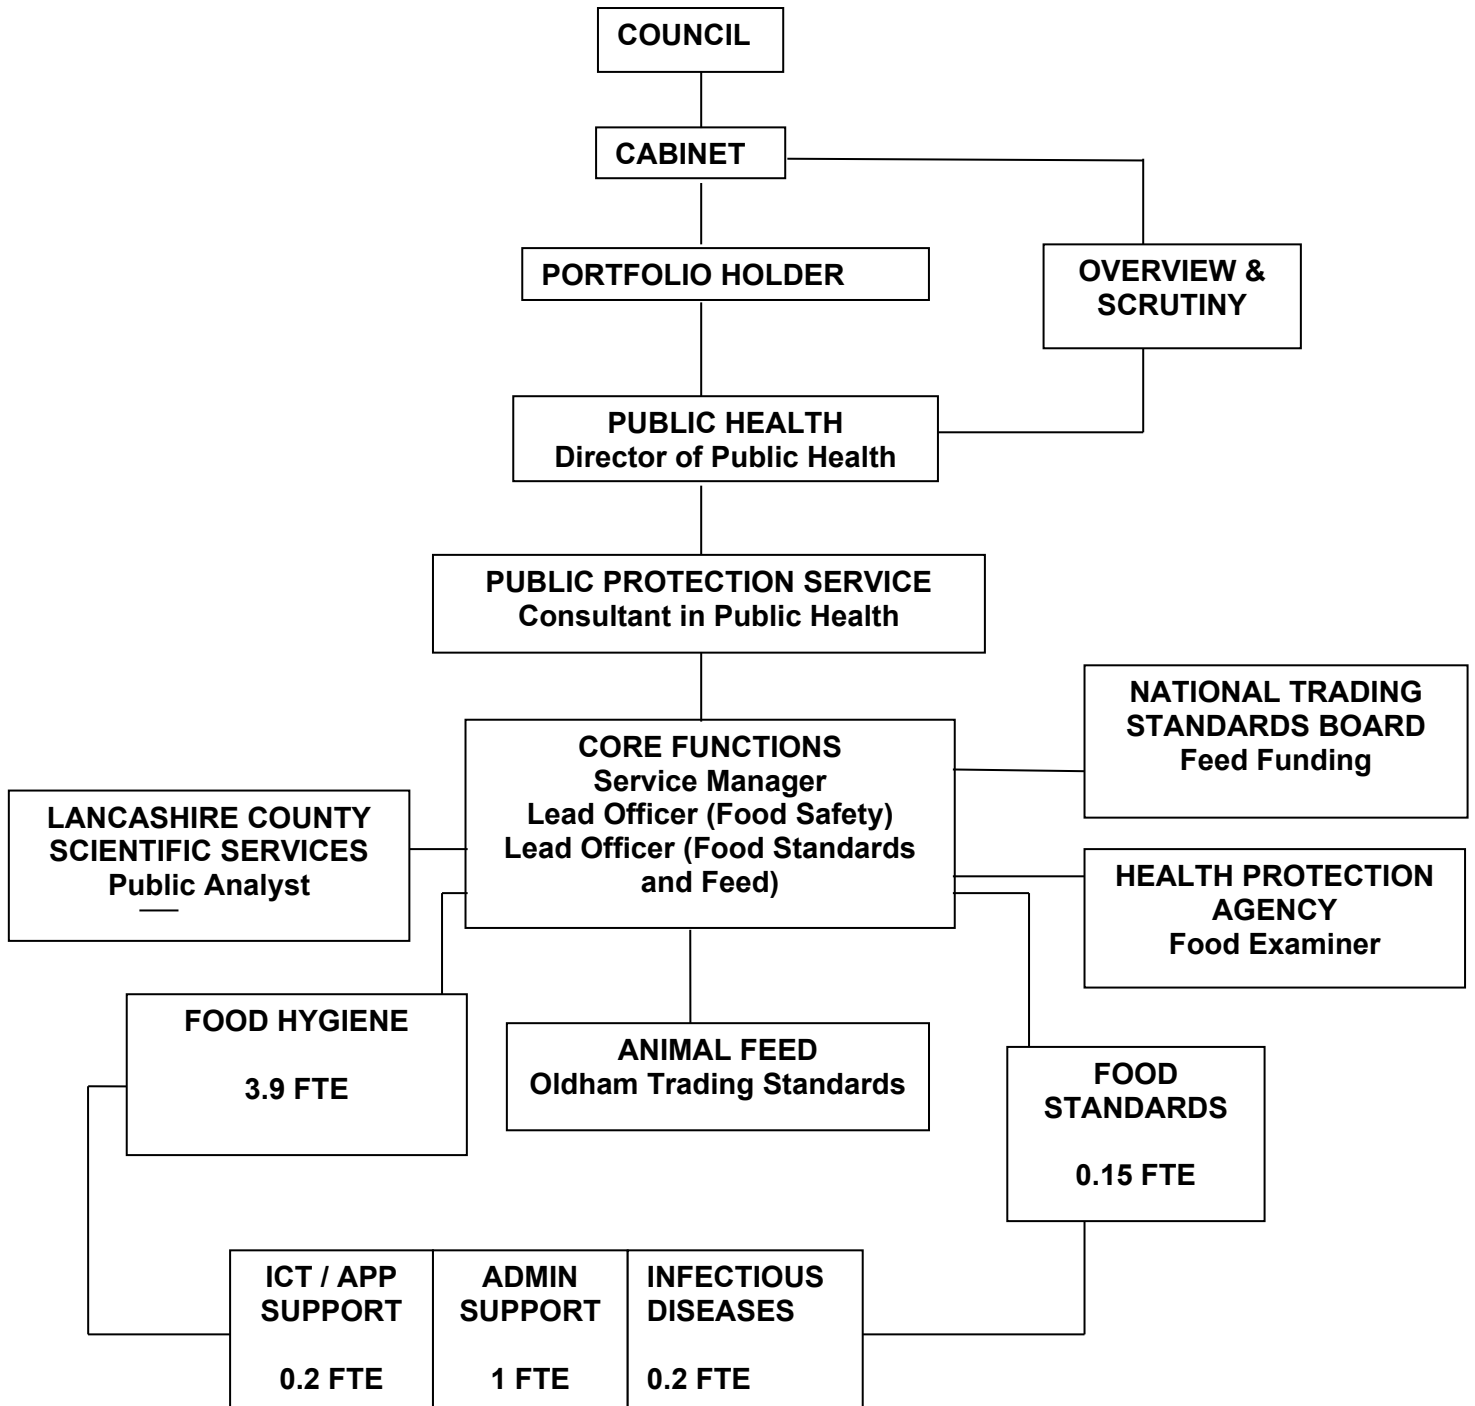 COUNCIL
CABINET
PORTFOLIO HOLDER
OVERVIEW &
SCRUTINY
PUBLIC HEALTH
Director of Public Health
PUBLIC PROTECTION SERVICE
Consultant in Public Health
NATIONAL TRADING
STANDARDS BOARD
Feed Funding
CORE FUNCTIONS
Service Manager
Lead Officer (Food Safety)
Lead Officer (Food Standards
and Feed)
LANCASHIRE COUNTY
SCIENTIFIC SERVICES
Public Analyst
HEALTH PROTECTION
AGENCY
Food Examiner
FOOD HYGIENE
3.9 FTE
ANIMAL FEED
Oldham Trading Standards
FOOD
STANDARDS
0.15 FTE
ICT / APP
SUPPORT
0.2 FTE
ADMIN
SUPPORT
1 FTE
INFECTIOUS
DISEASES
0.2 FTE